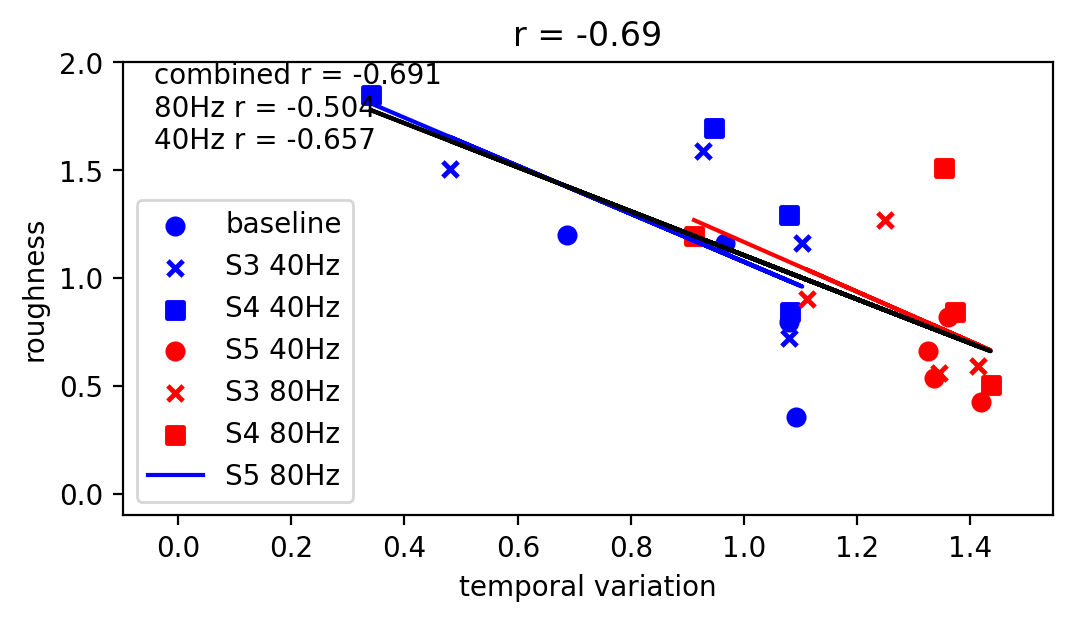 r = -0.69
combined r = -0.691
80Hz r = -0.504
40Hz r = -0.657
baseline
S3 40Hz
S4 40Hz
S5 40Hz
S3 80Hz
S4 80Hz
S5 80Hz
2.0
1.5
1.0
0.5
0.0
roughness
0.0 0.2 0.4 0.6 0.8 1.0 1.2 1.4
temporal variation